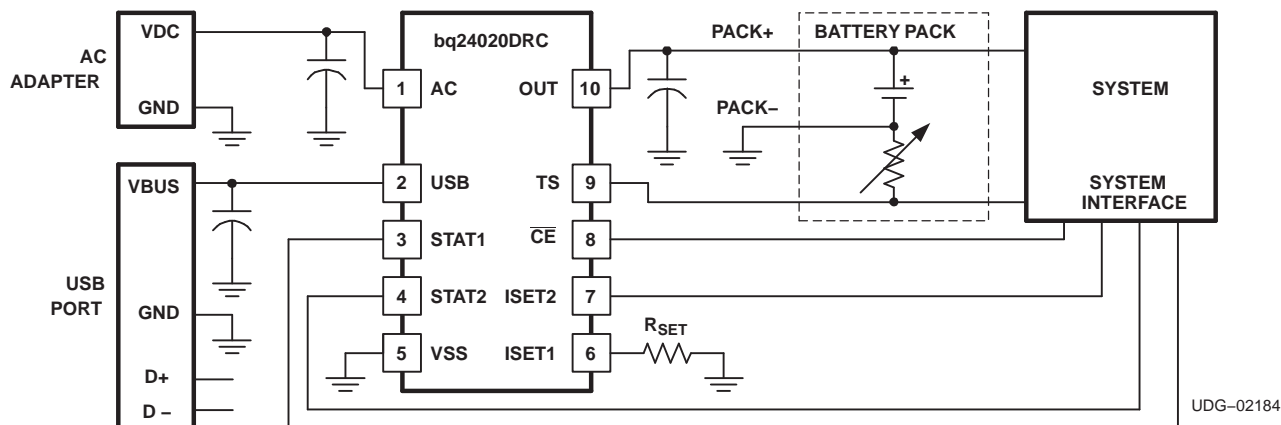 AC
ADAPTER
VDC
GND
bq24020DRC
1 AC
OUT 10
PACK+
PACK–
BATTERY PACK
+
SYSTEM
SYSTEM
INTERFACE
USB
PORT
VBUS
GND
D+
D –
2 USB
TS 9
3 STAT1
CE 8
4 STAT2
ISET2 7
5 VSS
ISET1 6
RSET
UDG–02184